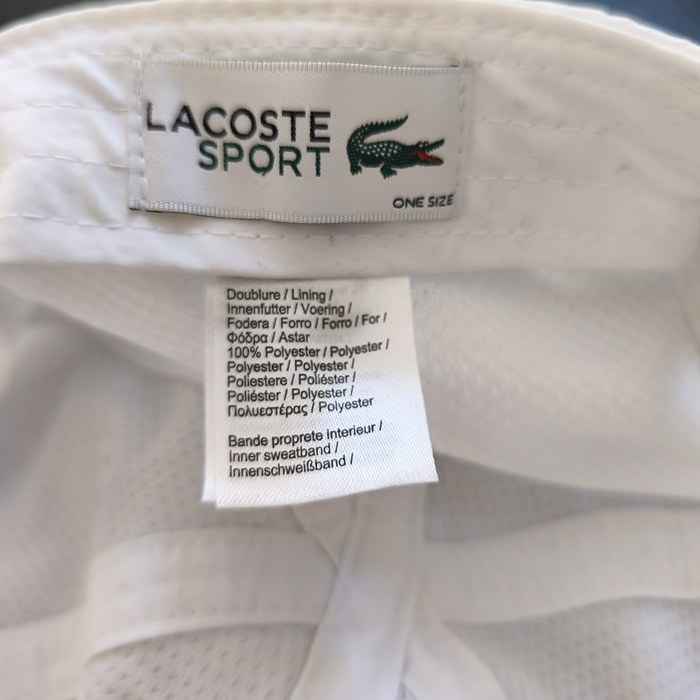 LACOSTE
SPORT
ONE SIZE
Doublure / Lining /
Innenfutter / Voering /
Fodera / Forro / Forro / For /
Φόδρα / Astar
100% Polyester / Polyester /
Polyester / Polyester /
Poliestere / Poliéster /
Poliéster / Polyester /
Πολυεστέρας / Polyester
Bande proprete interieur /
Inner sweatband /
Innenschweißband /